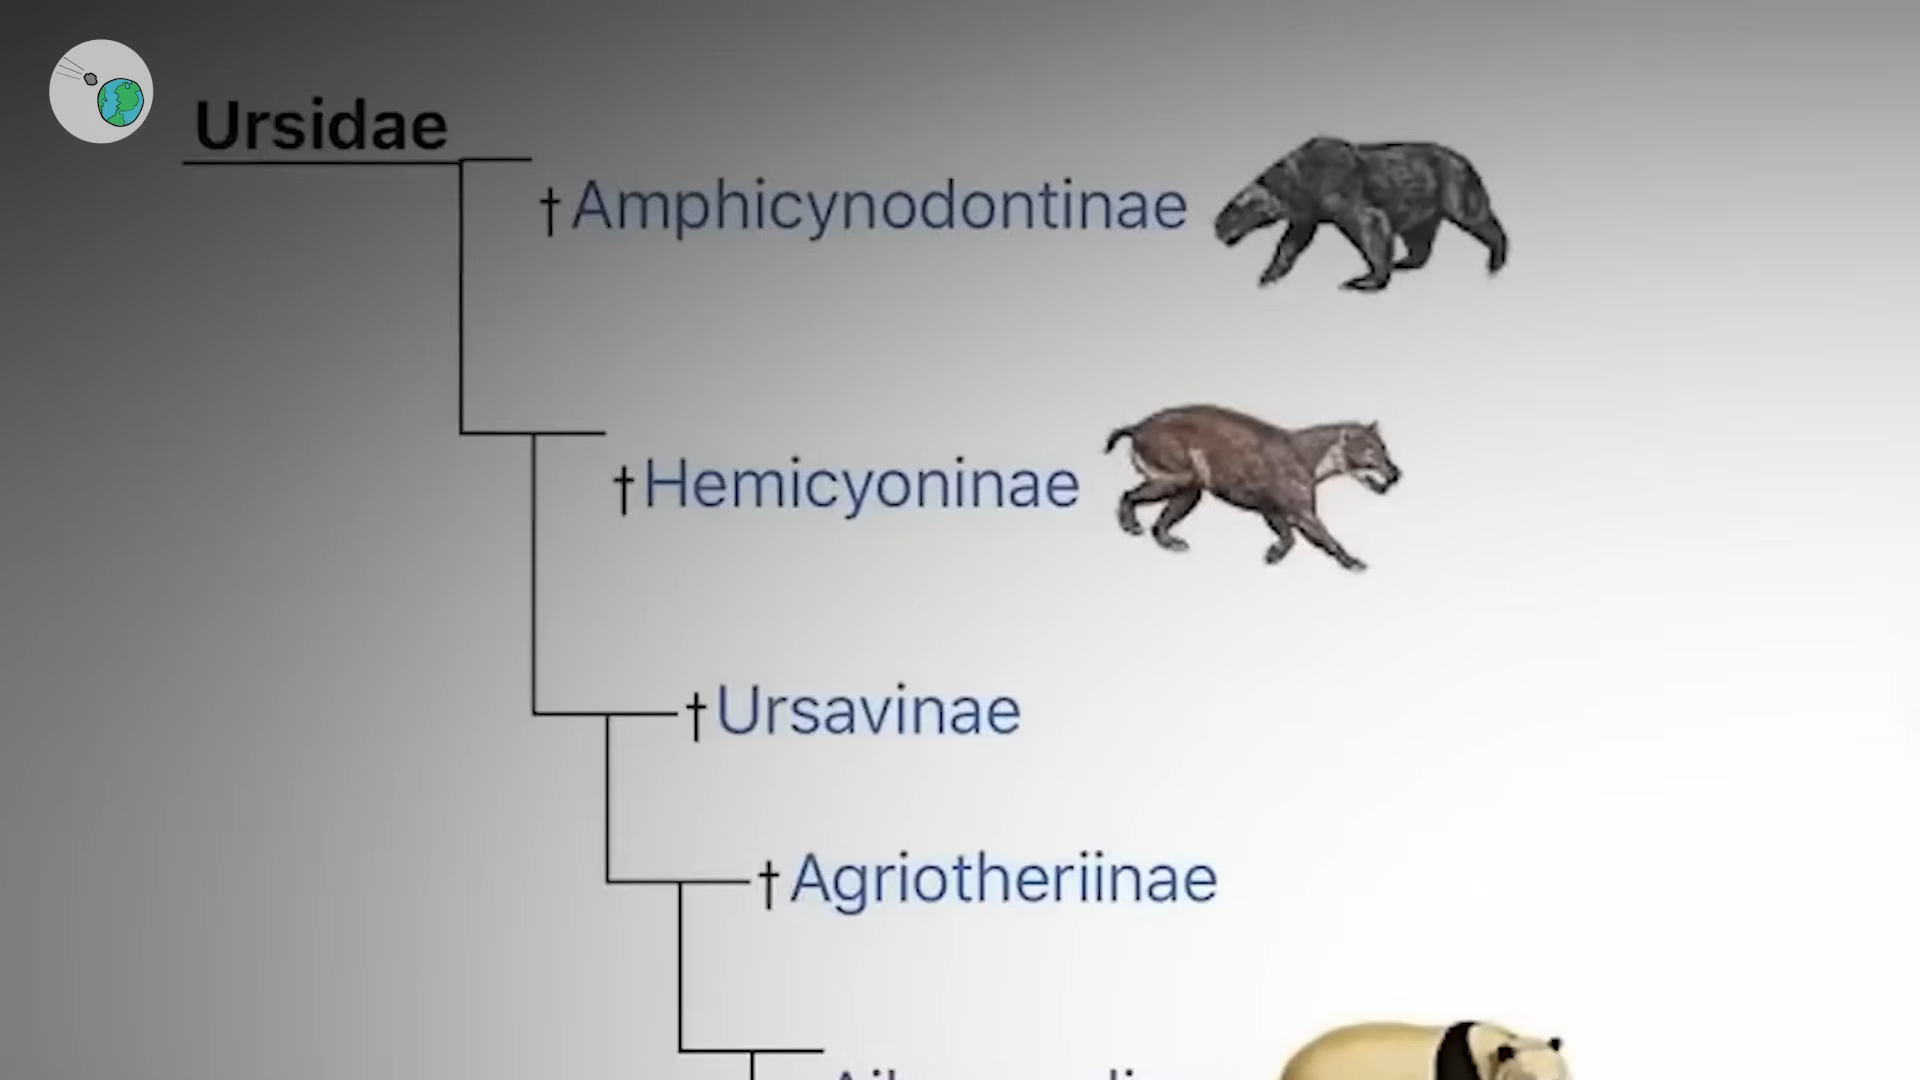 Ursidae
†Amphicynodontinae
†Hemicyoninae
†Ursavinae
†Agriotheriinae